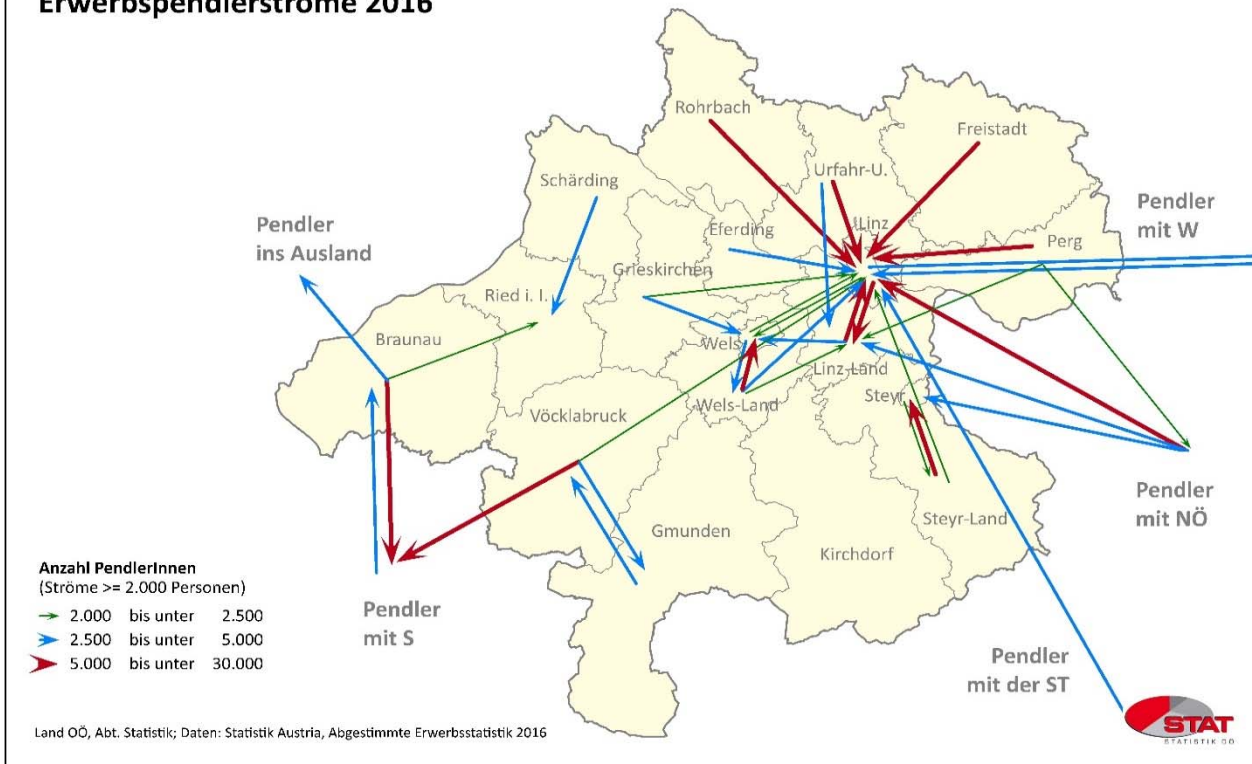 Erwerbspendlerströme 2016
Rohrbach
Freistadt
Urfahr-U.
Schärding
Pendler
mit W
Pendler
ins Ausland
Linz
Eferding
Perg
Grieskirchen
Ried i. I.
Braunau
Wels
Linz-Land
Steyr
Wels-Land
Vöcklabruck
Pendler
mit NÖ
Steyr-Land
Gmunden
Kirchdorf
Anzahl PendlerInnen
(Ströme >= 2.000 Personen)
2.000 bis unter 2.500
2.500 bis unter 5.000
5.000 bis unter 30.000
Pendler
mit S
Pendler
mit der ST
STAT
STATISTIK OÖ
Land OÖ, Abt. Statistik; Daten: Statistik Austria, Abgestimmte Erwerbsstatistik 2016